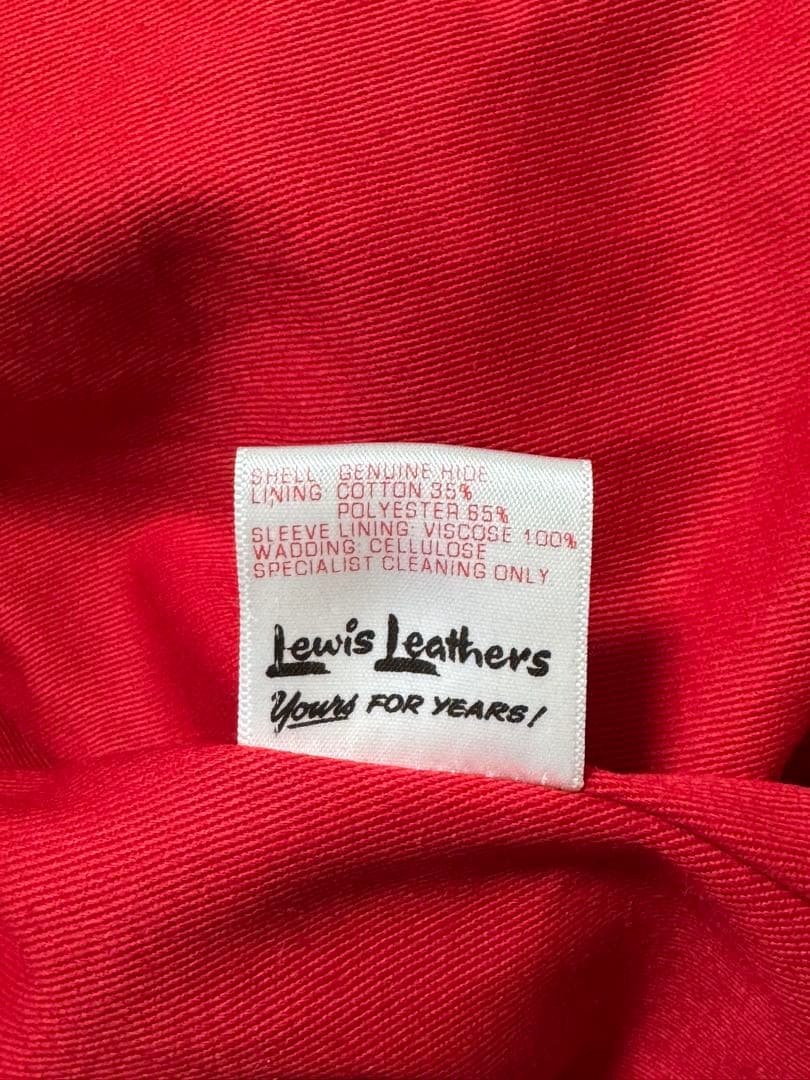 SHELL: GENUINE HIDE
LINING: COTTON 35%
POLYESTER 65%
SLEEVE LINING: VISCOSE 100%
WADDING: CELLULOSE
SPECIALIST CLEANING ONLY
Lewis Leathers
Yours FOR YEARS!